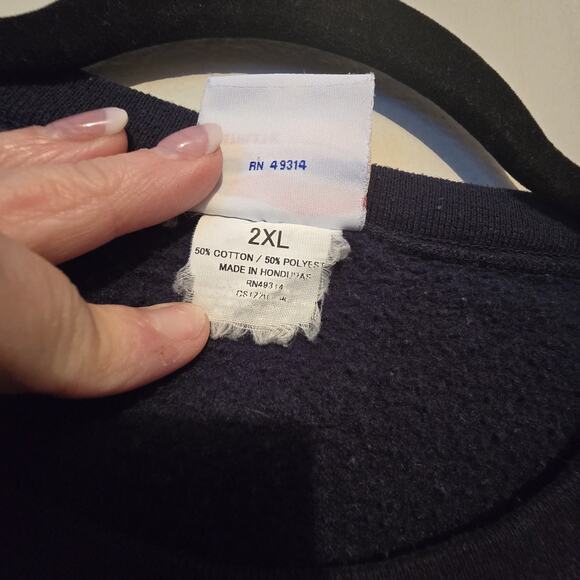 RN 49314
2XL
50% COTTON / 50% POLYEST
MADE IN HONDURAS
RN49314